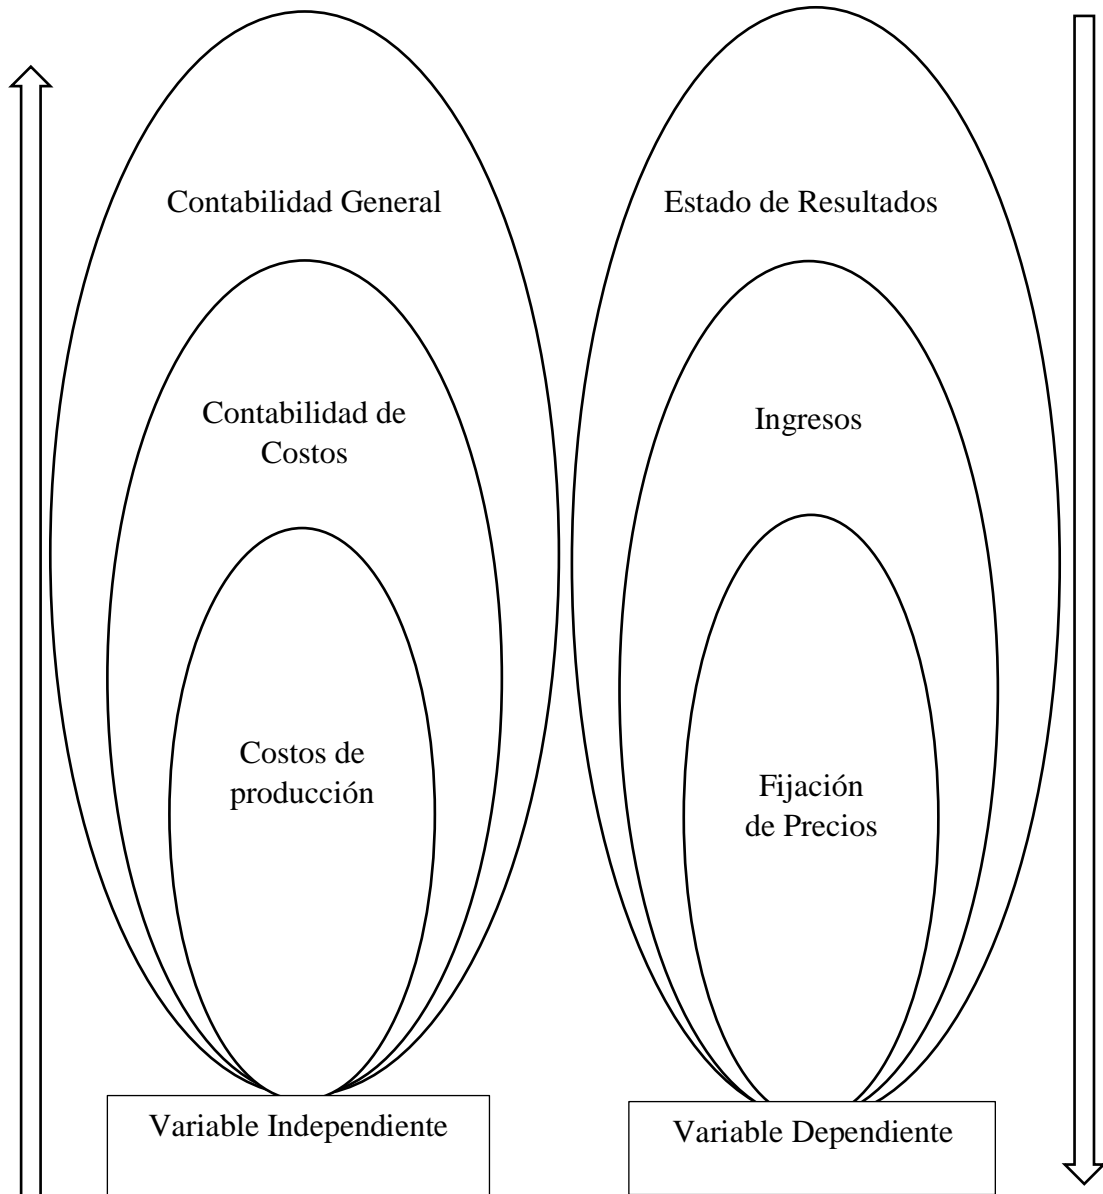 Contabilidad General
Contabilidad de
Costos
Costos de
producción
Variable Independiente
Estado de Resultados
Ingresos
Fijación
de Precios
Variable Dependiente